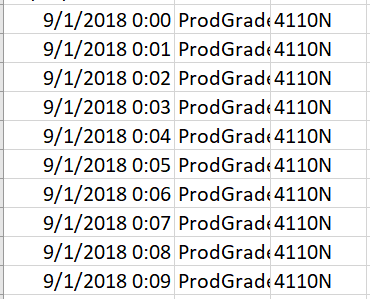 9/1/2018 0:00 ProdGrade 4110N
9/1/2018 0:01 ProdGrade 4110N
9/1/2018 0:02 ProdGrade 4110N
9/1/2018 0:03 ProdGrade 4110N
9/1/2018 0:04 ProdGrade 4110N
9/1/2018 0:05 ProdGrade 4110N
9/1/2018 0:06 ProdGrade 4110N
9/1/2018 0:07 ProdGrade 4110N
9/1/2018 0:08 ProdGrade 4110N
9/1/2018 0:09 ProdGrade 4110N